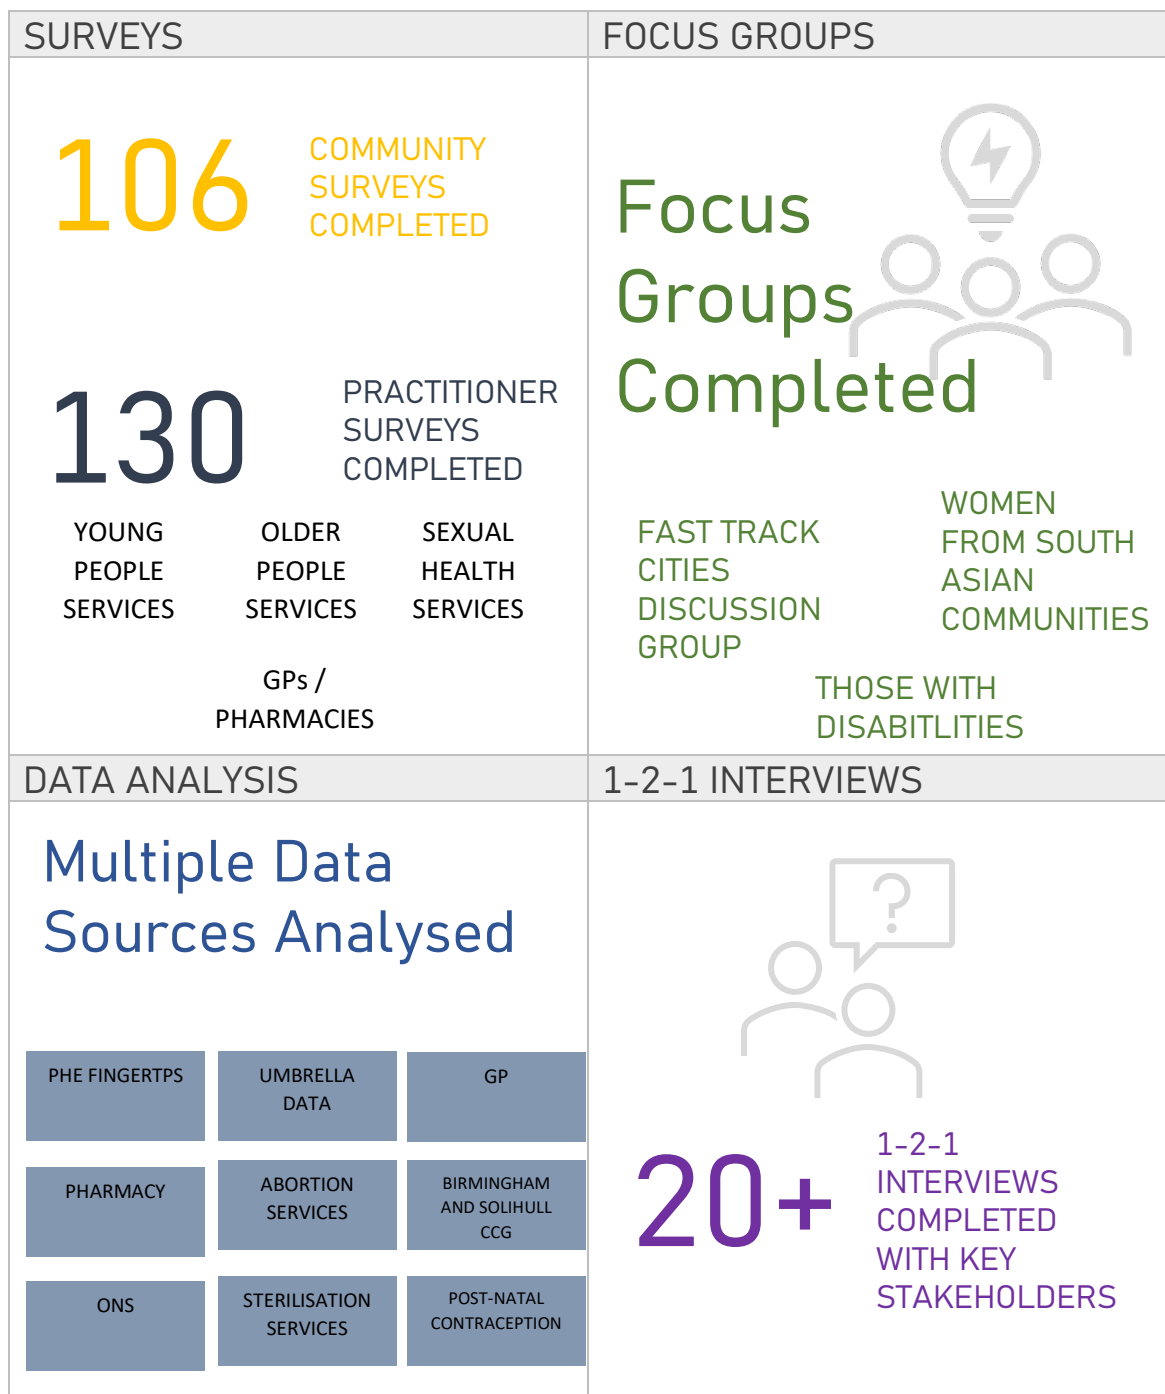 SURVEYS
106
COMMUNITY
SURVEYS
COMPLETED
130
PRACTITIONER
SURVEYS
COMPLETED
YOUNG
PEOPLE
SERVICES
OLDER
PEOPLE
SERVICES
SEXUAL
HEALTH
SERVICES
GPs /
PHARMACIES
FOCUS GROUPS
Focus
Groups
Completed
FAST TRACK
CITIES
DISCUSSION
GROUP
WOMEN
FROM SOUTH
ASIAN
COMMUNITIES
THOSE WITH
DISABITLITIES
DATA ANALYSIS
Multiple Data
Sources Analysed
PHE FINGERTPS
UMBRELLA
DATA
GP
PHARMACY
ABORTION
SERVICES
BIRMINGHAM
AND SOLIHULL
CCG
ONS
STERILISATION
SERVICES
POST-NATAL
CONTRACEPTION
1-2-1 INTERVIEWS
?
20+
1-2-1
INTERVIEWS
COMPLETED
WITH KEY
STAKEHOLDERS